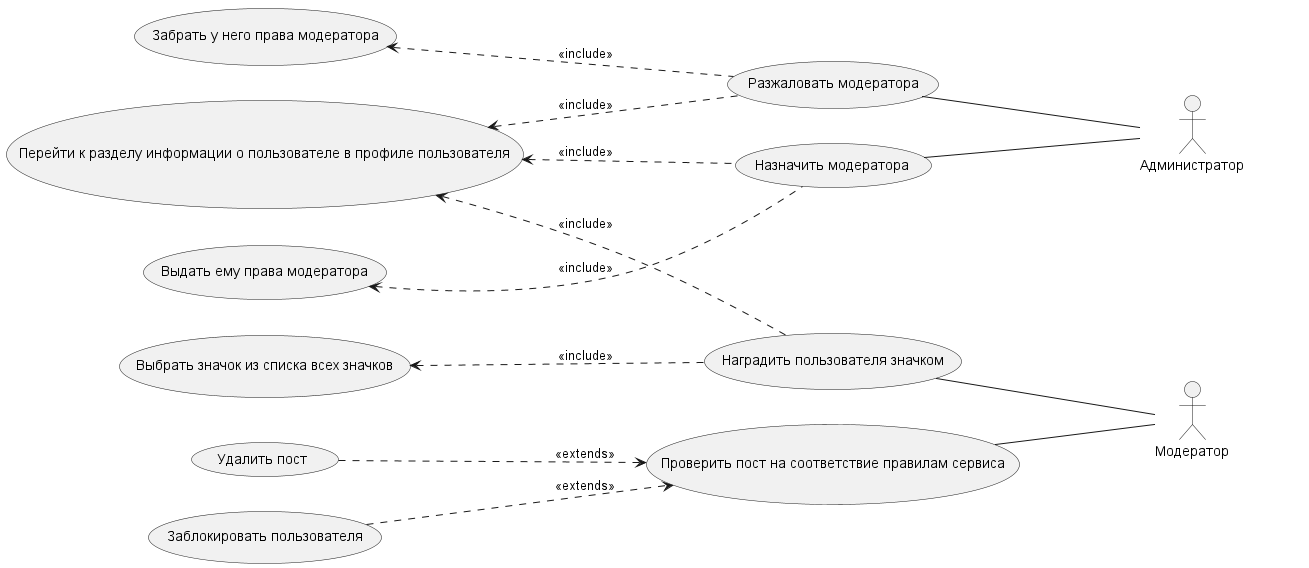 Забрать у него права модератора
«include»
Разжаловать модератора
«include»
Перейти к разделу информации о пользователе в профиле пользователя
«include»
Назначить модератора
Администратор
«include»
Выдать ему права модератора
«include»
Выбрать значок из списка всех значков
«include»
Наградить пользователя значком
Модератор
Удалить пост
«extends»
Проверить пост на соответствие правилам сервиса
«extends»
Заблокировать пользователя